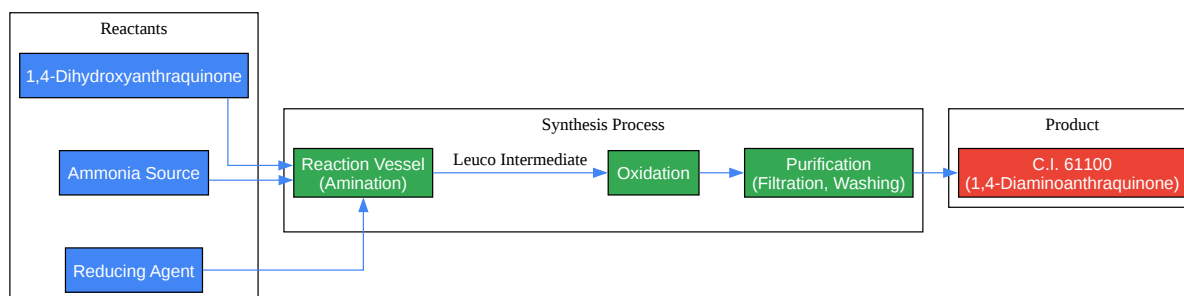 Reactants
1,4-Dihydroxyanthraquinone
Ammonia Source
Reducing Agent
Synthesis Process
Reaction Vessel
(Amination)
Leuco Intermediate
Oxidation
Purification
(Filtration, Washing)
Product
C.I. 61100
(1,4-Diaminoanthraquinone)